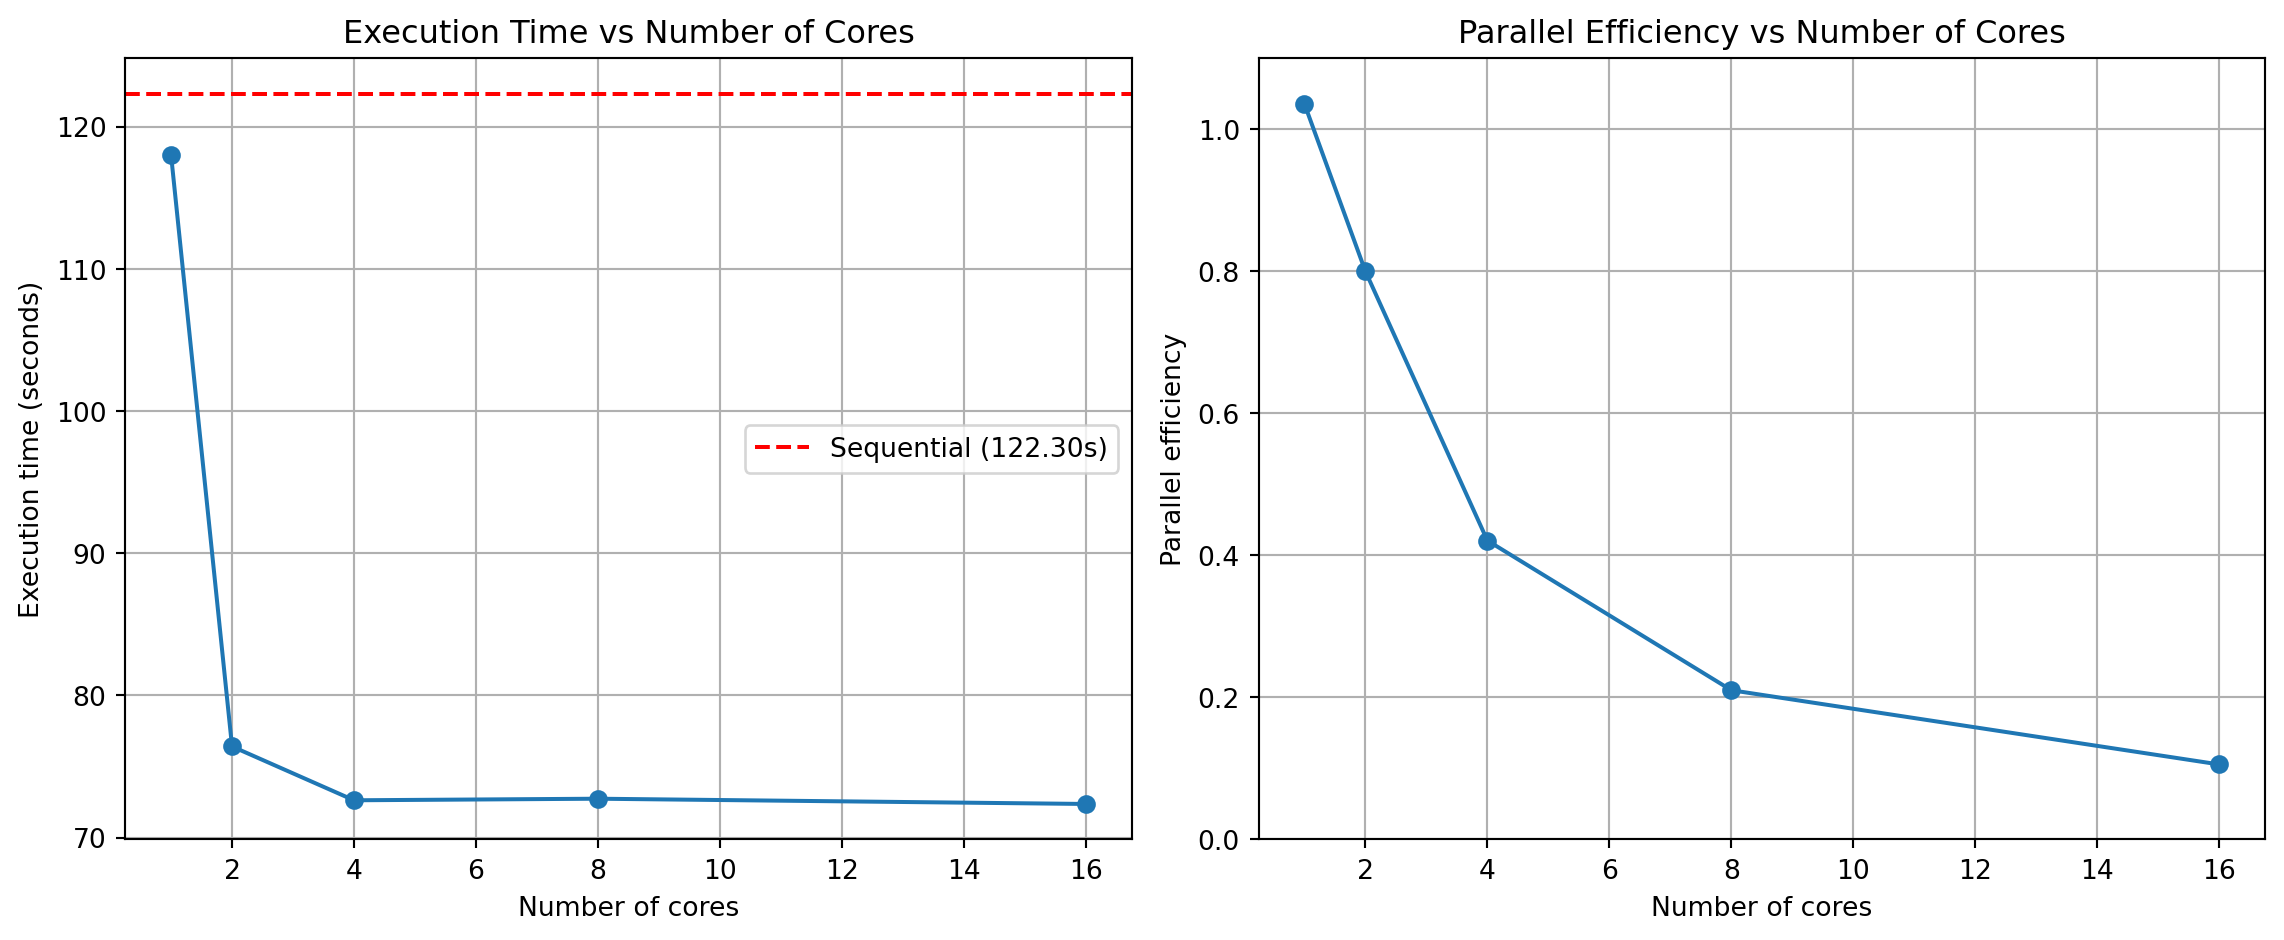 Execution Time vs Number of Cores
Execution time (seconds)
120
110
100
90
80
70
Sequential (122.30s)
2 4 6 8 10 12 14 16
Number of cores
Parallel Efficiency vs Number of Cores
Parallel efficiency
1.0
0.8
0.6
0.4
0.2
0.0
2 4 6 8 10 12 14 16
Number of cores